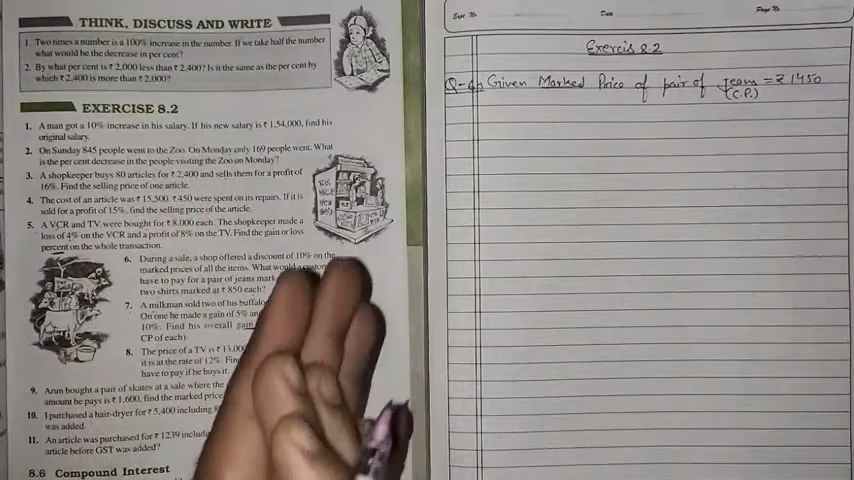 THINK, DISCUSS AND WRITE
1. Two times a number is a 100% increase in the number. If we take half the number
what would be the decrease in per cent?
2. By what per cent is ₹ 2,000 less than ₹ 2,400? Is it the same as the per cent by
which ₹ 2,400 is more than ₹ 2,000?
EXERCISE 8.2
1. A man got a 10% increase in his salary. If his new salary is ₹ 1,54,000, find his
original salary.
2. On Sunday 845 people went to the Zoo. On Monday only 169 people went. What
is the per cent decrease in the people visiting the Zoo on Monday?
3. A shopkeeper buys 80 articles for ₹ 2,400 and sells them for a profit of
16%. Find the selling price of one article.
4. The cost of an article was ₹ 15,500. ₹ 450 were spent on its repairs. If it is
sold for a profit of 15%, find the selling price of the article.
5. A VCR and TV were bought for ₹ 8,000 each. The shopkeeper made a
loss of 4% on the VCR and a profit of 8% on the TV. Find the gain or loss
percent on the whole transaction.
6. During a sale, a shop offered a discount of 10% on the
marked prices of all the items. What would a
have to pay for a pair of jeans
two shirts marked at ₹ 850 each?
7. A milkman sold two of his
On one he made a gain of 5%
10%. Find his overall gain
CP of each)
8. The price of a TV is ₹
it is at the rate of 12%.
have to pay if he buys it.
9. Arun bought a pair of skates at a sale where the
amount he pays is ₹ 1,600, find the marked price
10. I purchased a hair-dryer for ₹ 5,400 including
was added.
11. An article was purchased for ₹ 1239
article before GST was added?
8.6 Compound Interest
Expt. No
Date
Page No
Exercis 8.2
Given Marked Price of pair of jeans = ₹ 1450
(C.P.)